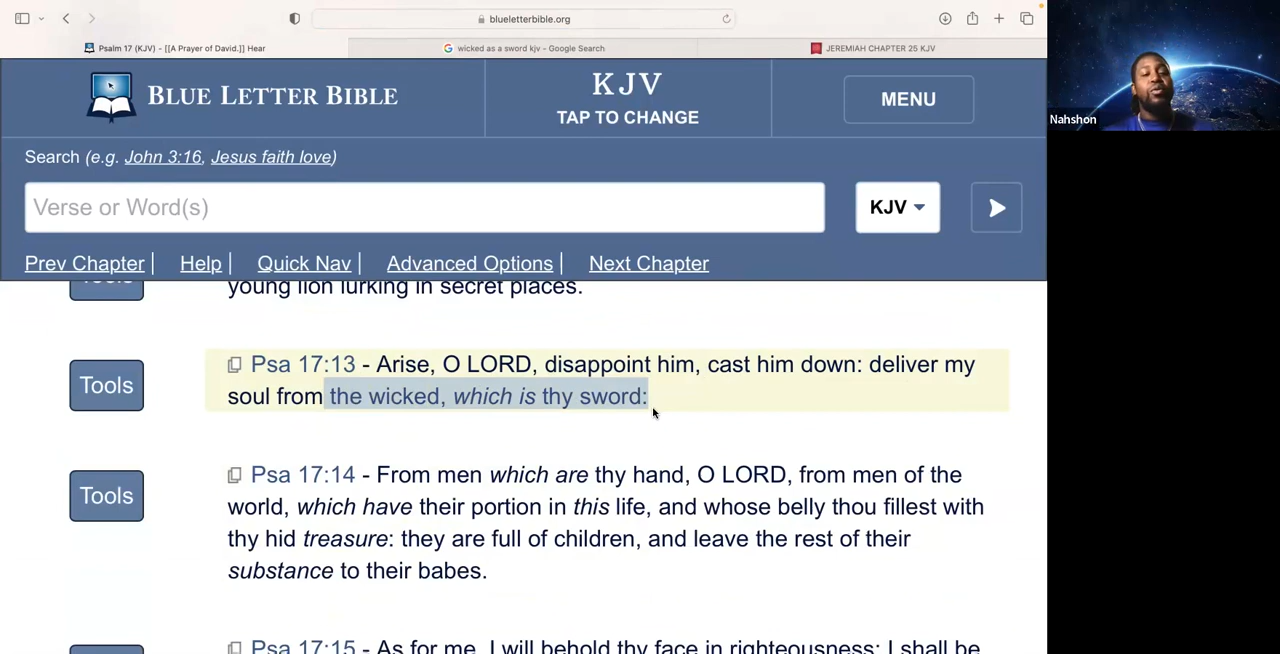 blueletterbible.org
Psalm 17 (KJV) - [[A Prayer of David.]] Hear
wicked as a sword kjv - Google Search
JEREMIAH CHAPTER 25 KJV
BLUE LETTER BIBLE
KJV
TAP TO CHANGE
MENU
Nahshon
Search (e.g. John 3:16, Jesus faith love)
Verse or Word(s)
KJV
Prev Chapter | Help | Quick Nav | Advanced Options | Next Chapter
Tools
young lion lurking in secret places.
Tools
Psa 17:13 - Arise, O LORD, disappoint him, cast him down: deliver my
soul from the wicked, which is thy sword:
Tools
Psa 17:14 - From men which are thy hand, O LORD, from men of the
world, which have their portion in this life, and whose belly thou fillest with
thy hid treasure: they are full of children, and leave the rest of their
substance to their babes.
Psa 17:15 - As for me, I will behold thy face in righteousness: I shall be